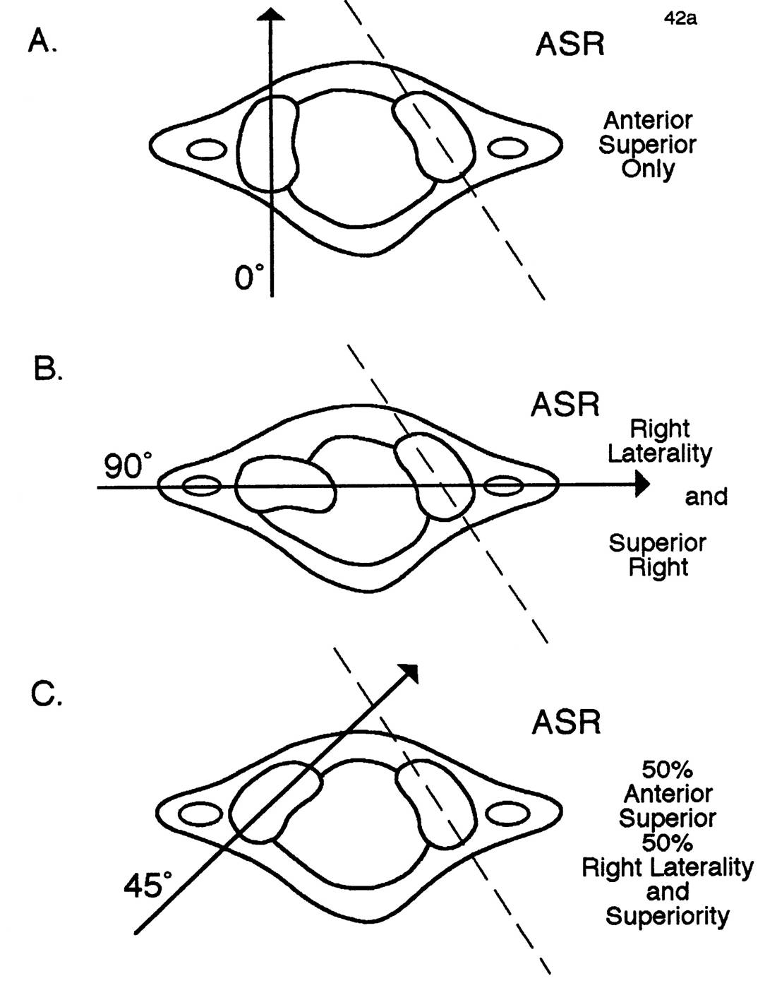 42a
A.
ASR
Anterior
Superior
Only
0°
B.
ASR
Right
Laterality
90°
and
Superior
Right
C.
ASR
50%
Anterior
Superior
50%
Right Laterality
and
Superiority
45°